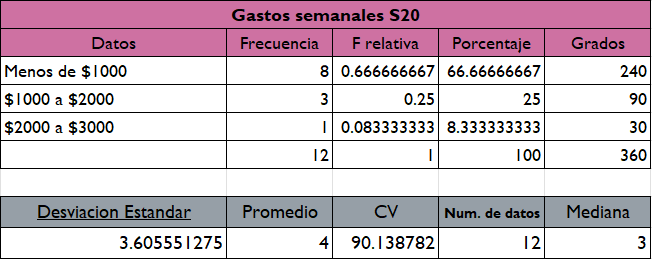 Gastos semanales S20
Datos Frecuencia F relativa Porcentaje Grados
Menos de $1000 8 0.666666667 66.66666667 240
$1000 a $2000 3 0.25 25 90
$2000 a $3000 1 0.083333333 8.333333333 30
12 1 100 360
Desviacion Estandar Promedio CV Num. de datos Mediana
3.605551275 4 90.138782 12 3